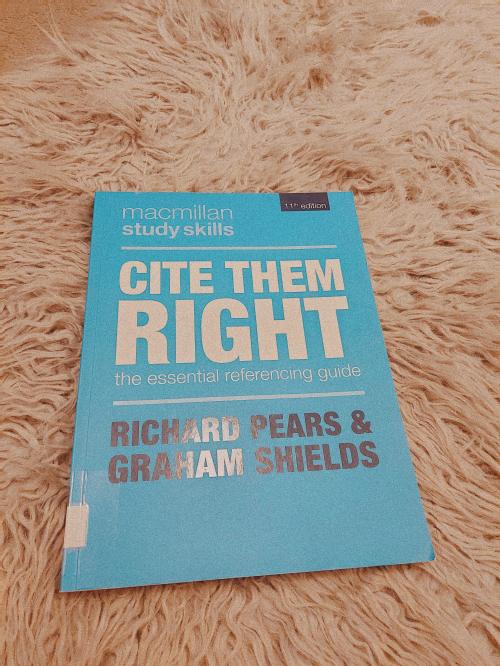 macmillan
study skills
11th edition
CITE THEM
RIGHT
the essential referencing guide
RICHARD PEARS &
GRAHAM SHIELDS